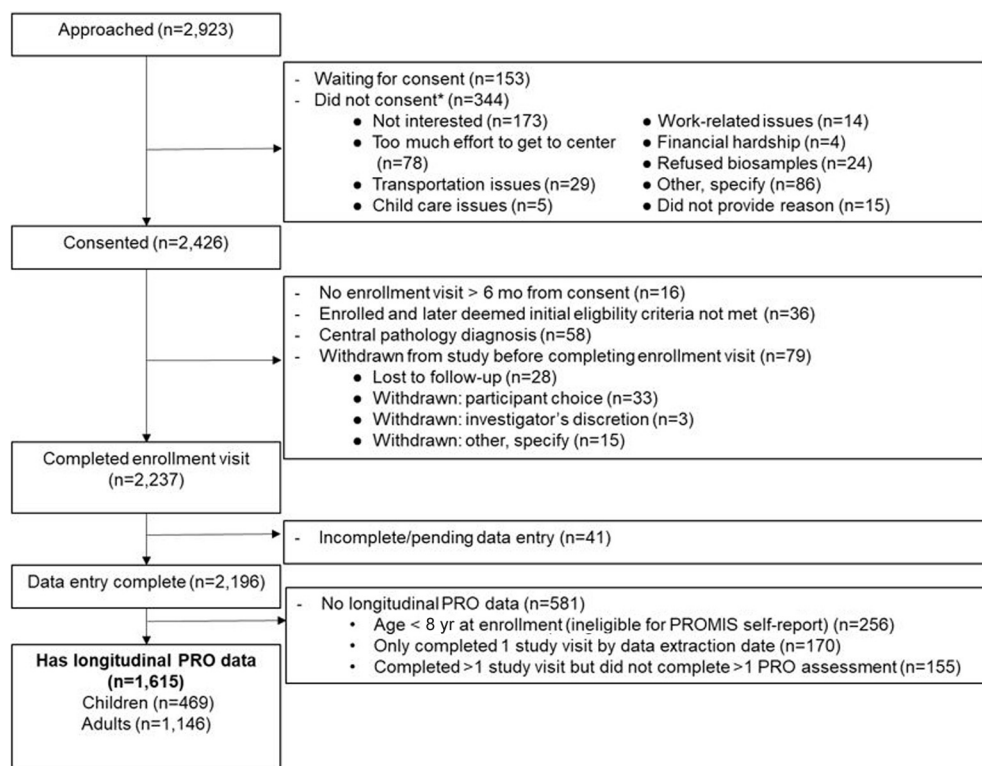 Approached (n=2,923)
- Waiting for consent (n=153)
- Did not consent* (n=344)
● Not interested (n=173)
● Too much effort to get to center
(n=78)
● Transportation issues (n=29)
● Child care issues (n=5)
● Work-related issues (n=14)
● Financial hardship (n=4)
● Refused biosamples (n=24)
● Other, specify (n=86)
● Did not provide reason (n=15)
Consented (n=2,426)
- No enrollment visit > 6 mo from consent (n=16)
- Enrolled and later deemed initial eligbility criteria not met (n=36)
- Central pathology diagnosis (n=58)
- Withdrawn from study before completing enrollment visit (n=79)
● Lost to follow-up (n=28)
● Withdrawn: participant choice (n=33)
● Withdrawn: investigator's discretion (n=3)
● Withdrawn: other, specify (n=15)
Completed enrollment visit
(n=2,237)
- Incomplete/pending data entry (n=41)
Data entry complete (n=2,196)
- No longitudinal PRO data (n=581)
• Age < 8 yr at enrollment (ineligible for PROMIS self-report) (n=256)
• Only completed 1 study visit by data extraction date (n=170)
• Completed >1 study visit but did not complete >1 PRO assessment (n=155)
Has longitudinal PRO data
(n=1,615)
Children (n=469)
Adults (n=1,146)